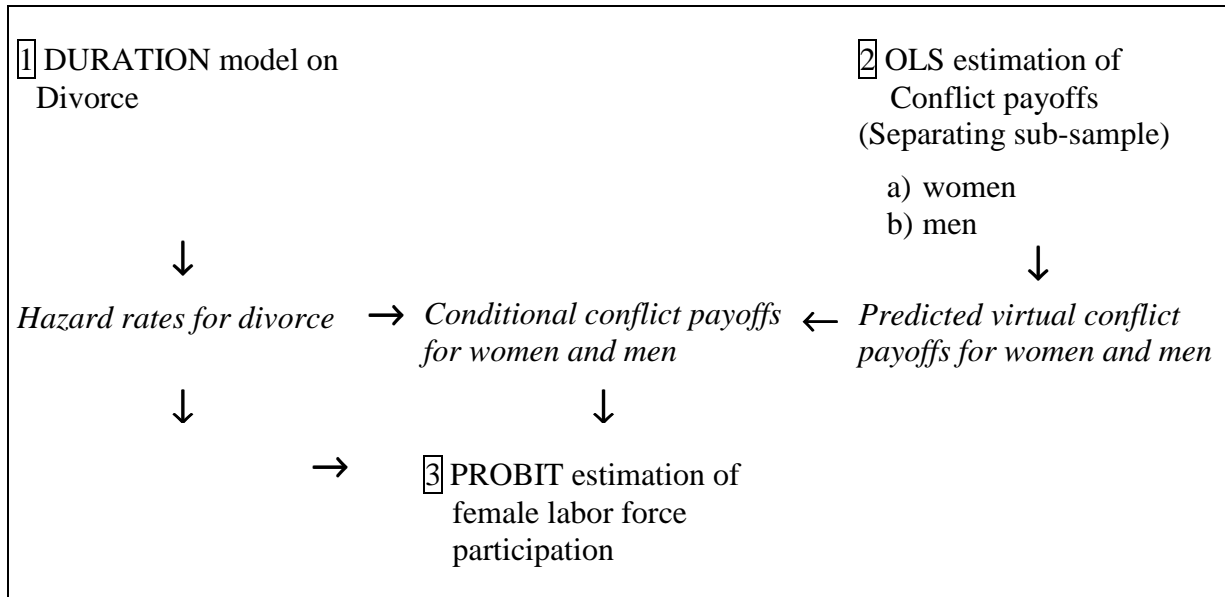 1 DURATION model on
Divorce
2 OLS estimation of
Conflict payoffs
(Separating sub-sample)
a) women
b) men
↓ ↓
Hazard rates for divorce → Conditional conflict payoffs ← Predicted virtual conflict
for women and men payoffs for women and men
↓ ↓
→ 3 PROBIT estimation of
female labor force
participation